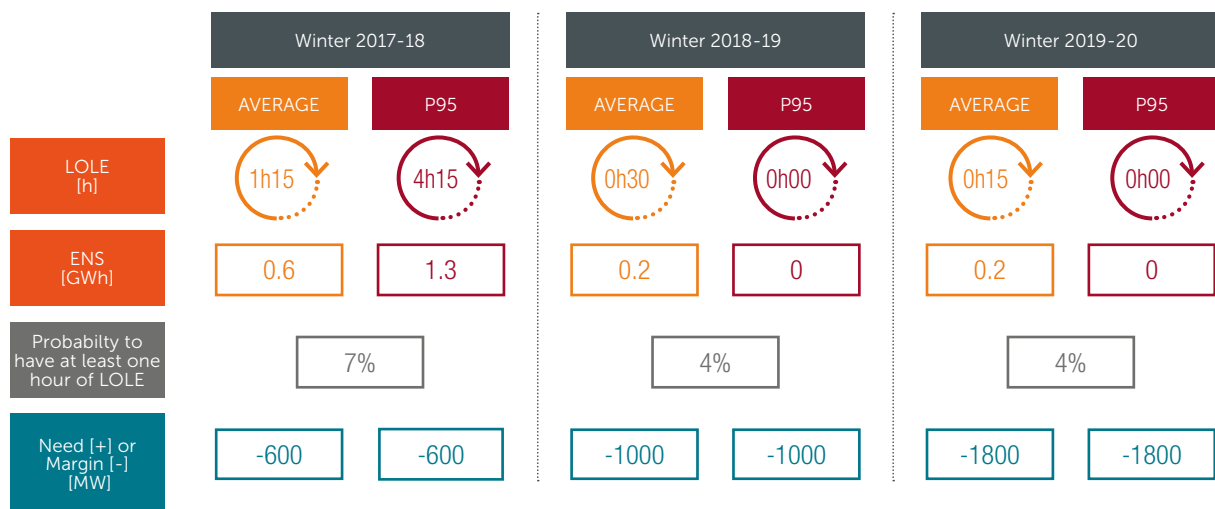 Winter 2017-18
Winter 2018-19
Winter 2019-20
AVERAGE
P95
AVERAGE
P95
AVERAGE
P95
LOLE
[h]
1h15
4h15
0h30
0h00
0h15
0h00
ENS
[GWh]
0.6
1.3
0.2
0
0.2
0
Probabilty to
have at least one
hour of LOLE
7%
4%
4%
Need [+] or
Margin [-]
[MW]
-600
-600
-1000
-1000
-1800
-1800